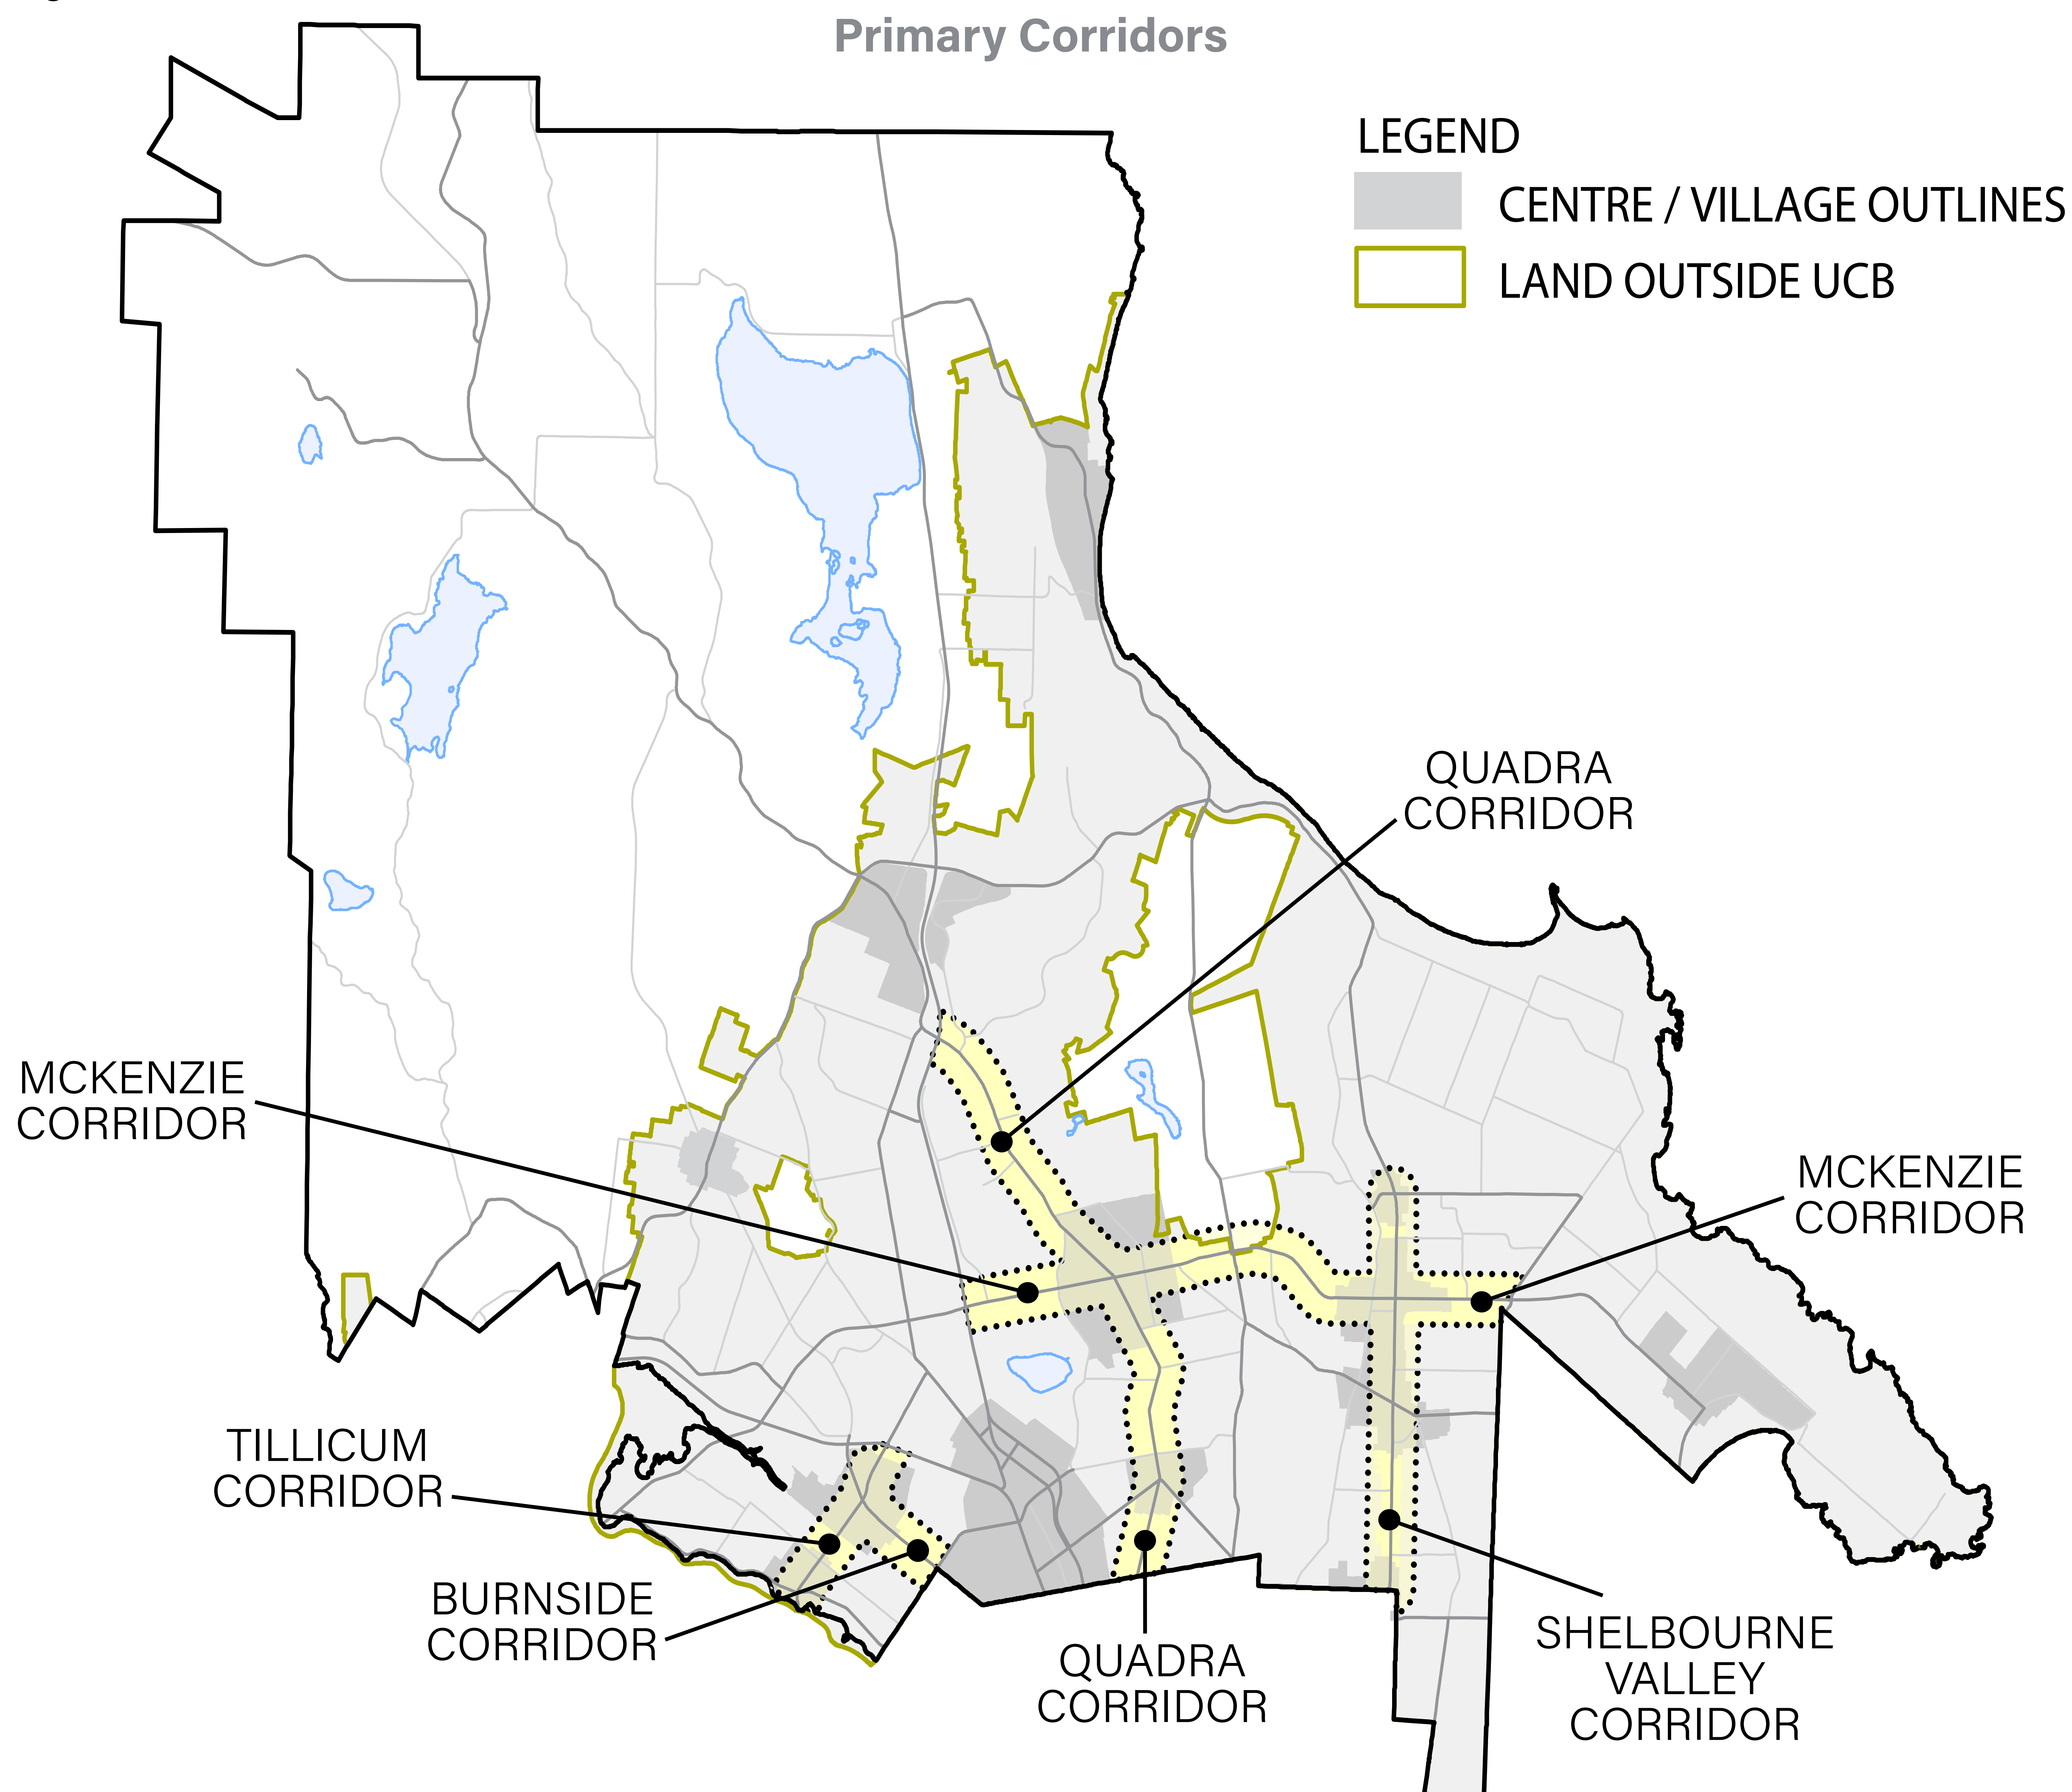 Primary Corridors
LEGEND
CENTRE / VILLAGE OUTLINES
LAND OUTSIDE UCB
QUADRA
CORRIDOR
MCKENZIE
CORRIDOR
MCKENZIE
CORRIDOR
TILLICUM
CORRIDOR
BURNSIDE
CORRIDOR
QUADRA
CORRIDOR
SHELBOURNE
VALLEY
CORRIDOR